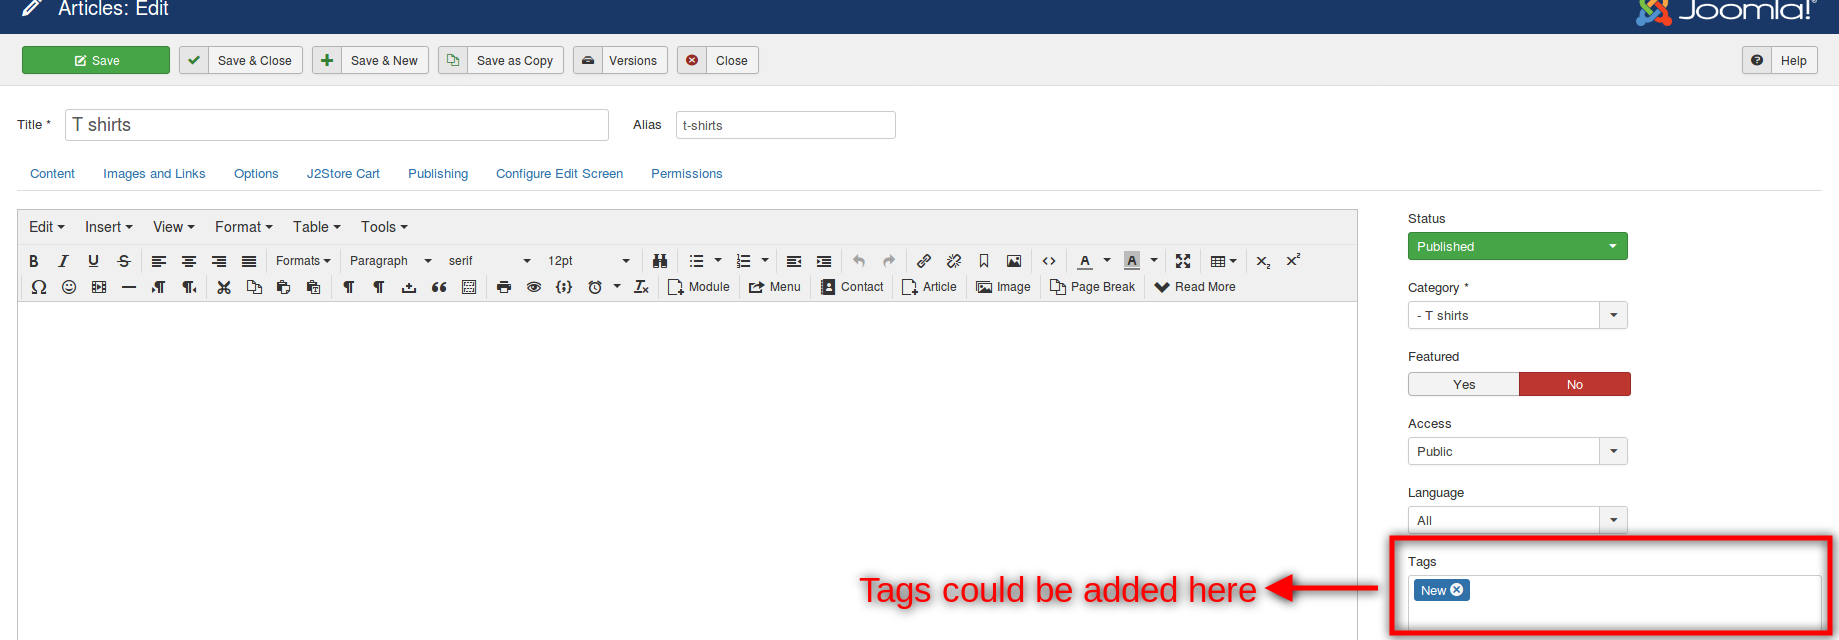 Articles: Edit
Joomla!
Save
Save & Close
Save & New
Save as Copy
Versions
Close
Help
Title *
T shirts
Alias
t-shirts
Content
Images and Links
Options
J2Store Cart
Publishing
Configure Edit Screen
Permissions
Edit
Insert
View
Format
Table
Tools
Formats
Paragraph
serif
12pt
Module
Menu
Contact
Article
Image
Page Break
Read More
Status
Published
Category *
- T shirts
Featured
Yes
No
Access
Public
Language
All
Tags
New
Tags could be added here